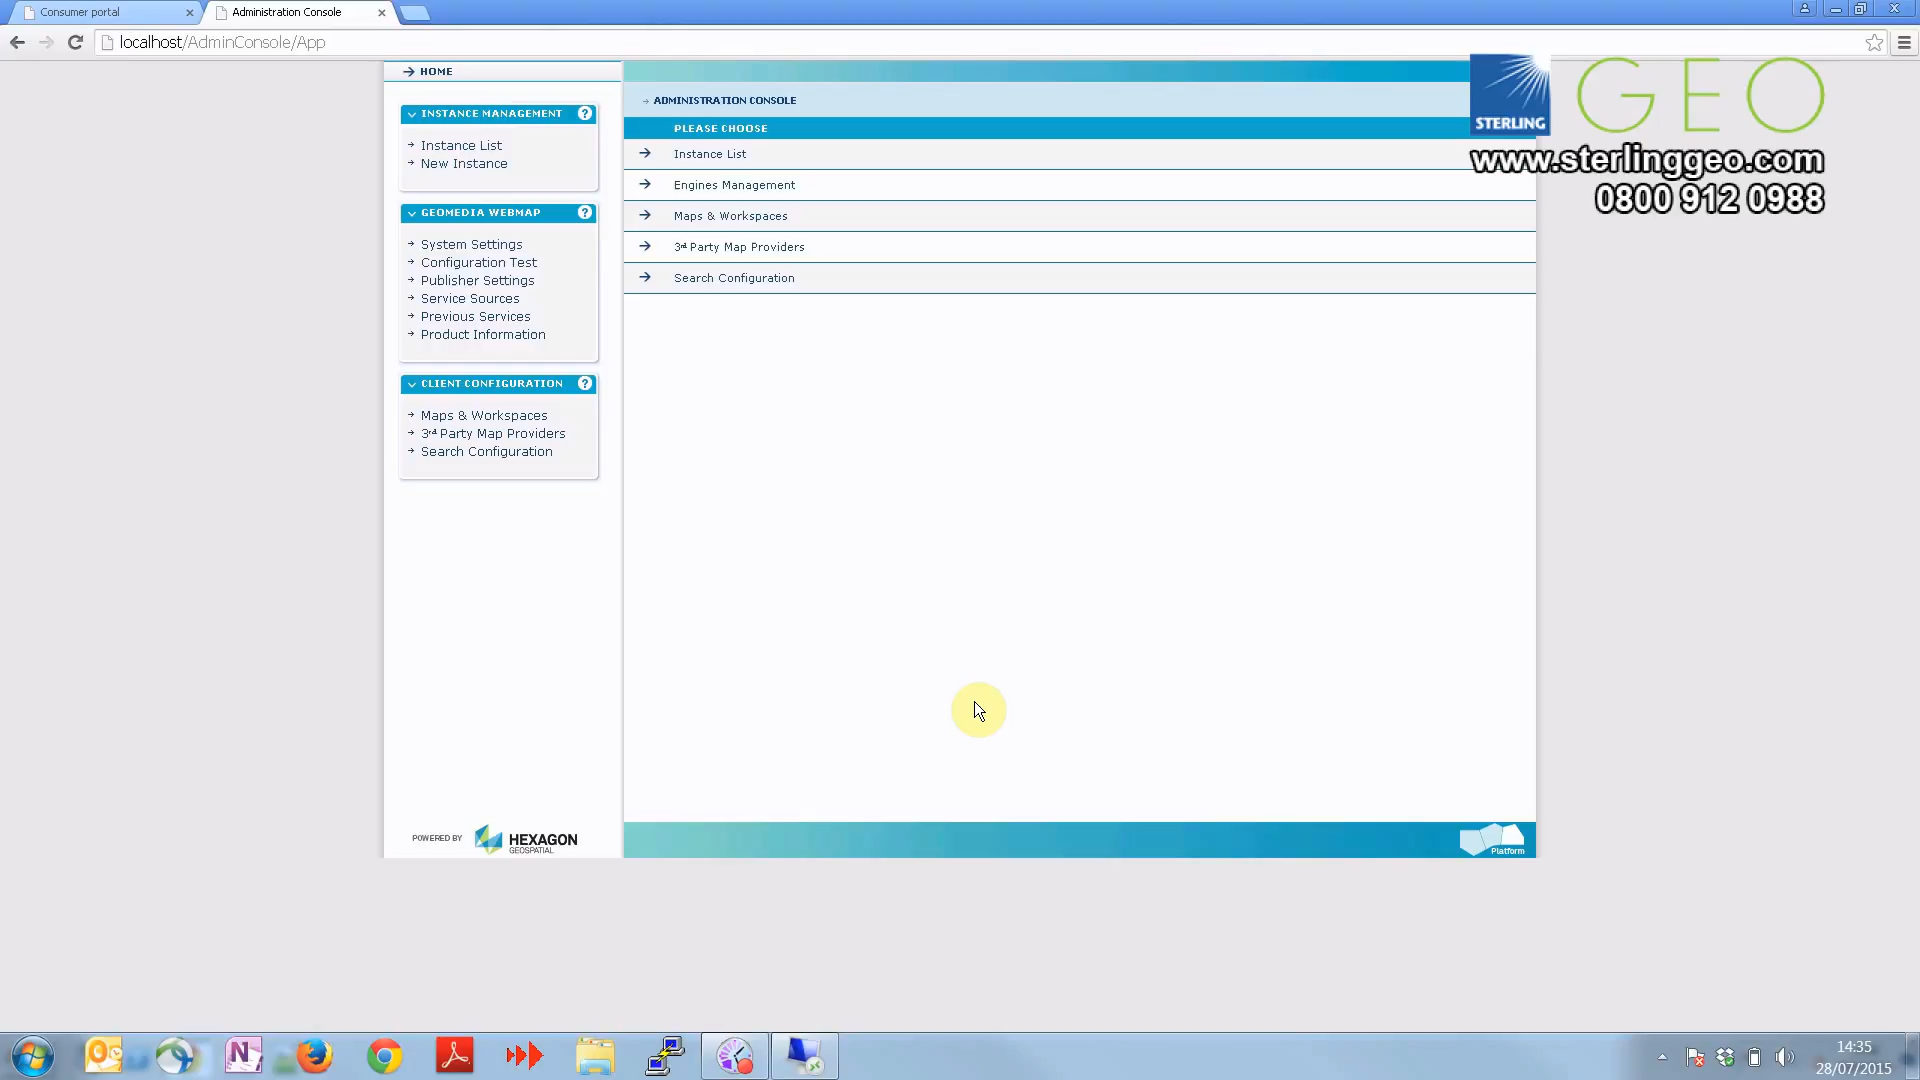 Consumer portal
Administration Console
localhost/AdminConsole/App
HOME
INSTANCE MANAGEMENT ?
Instance List
New Instance
GEOMEDIA WEBMAP ?
System Settings
Configuration Test
Publisher Settings
Service Sources
Previous Services
Product Information
CLIENT CONFIGURATION ?
Maps & Workspaces
3rd Party Map Providers
Search Configuration
POWERED BY HEXAGON
GEOSPATIAL
ADMINISTRATION CONSOLE
PLEASE CHOOSE
Instance List
Engines Management
Maps & Workspaces
3rd Party Map Providers
Search Configuration
Platform
STERLING GEO
www.sterlinggeo.com
0800 912 0988
14:35
28/07/2015